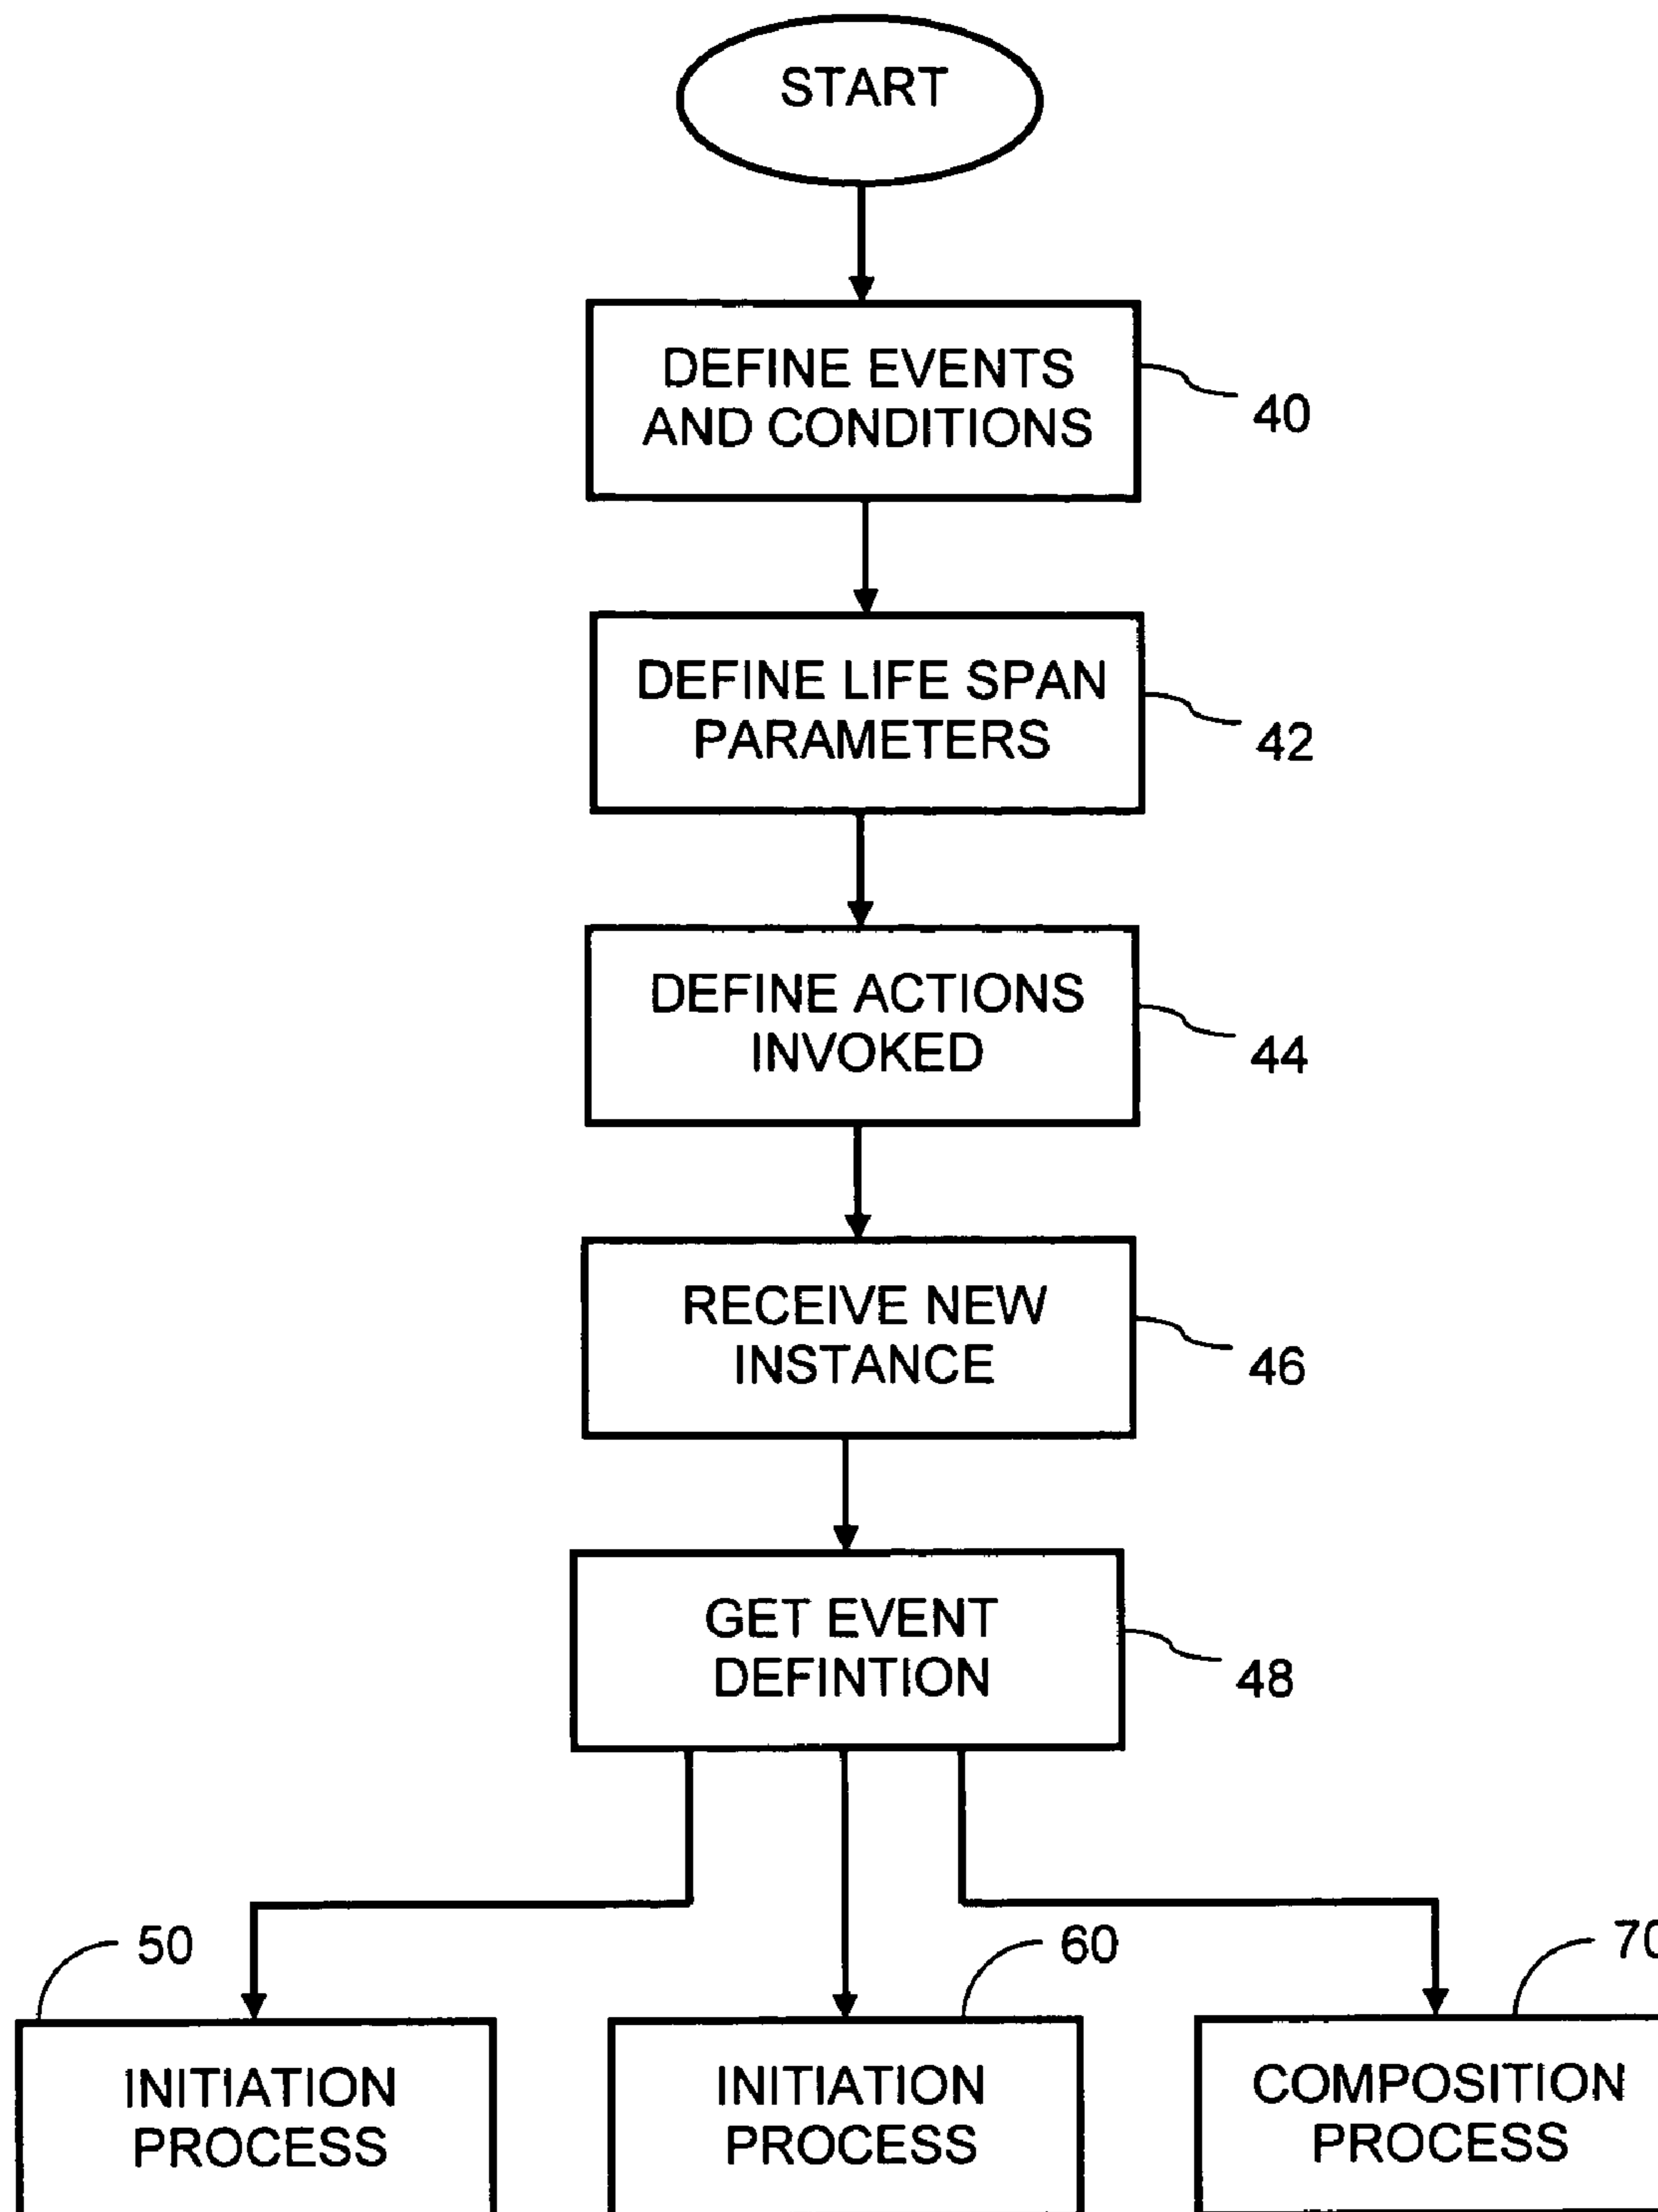 START
DEFINE EVENTS
AND CONDITIONS
40
DEFINE LIFE SPAN
PARAMETERS
42
DEFINE ACTIONS
INVOKED
44
RECEIVE NEW
INSTANCE
46
GET EVENT
DEFINTION
48
50
60
70
INITIATION
PROCESS
INITIATION
PROCESS
COMPOSITION
PROCESS